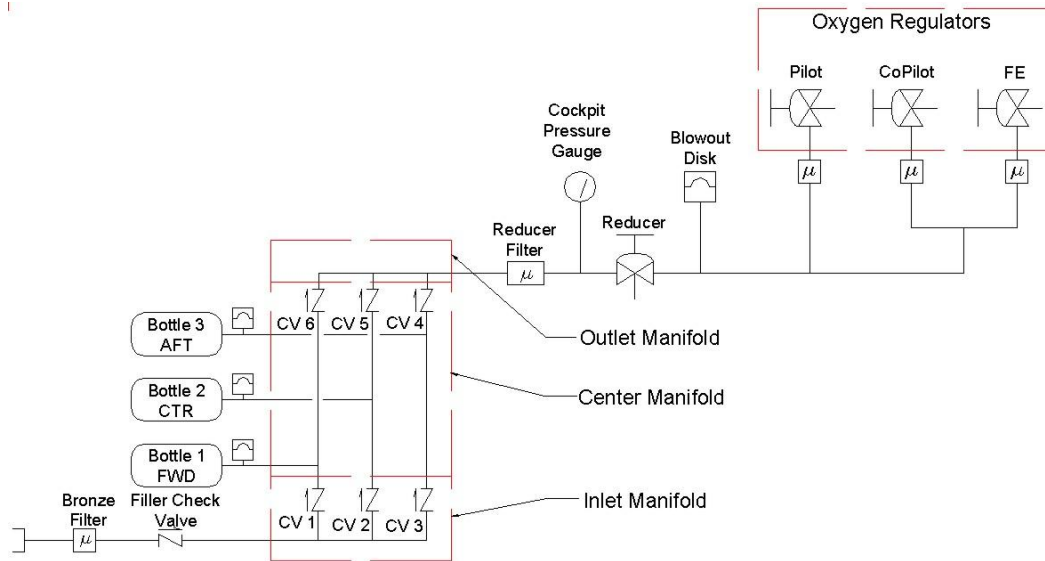 Oxygen Regulators
Pilot
CoPilot
FE
Cockpit
Pressure
Gauge
Blowout
Disk
μ
μ
μ
Reducer
Filter
Reducer
μ
CV 6
CV 5
CV 4
Bottle 3
AFT
Outlet Manifold
Bottle 2
CTR
Center Manifold
Bottle 1
FWD
Inlet Manifold
Bronze
Filter
Filler Check
Valve
CV 1
CV 2
CV 3
μ